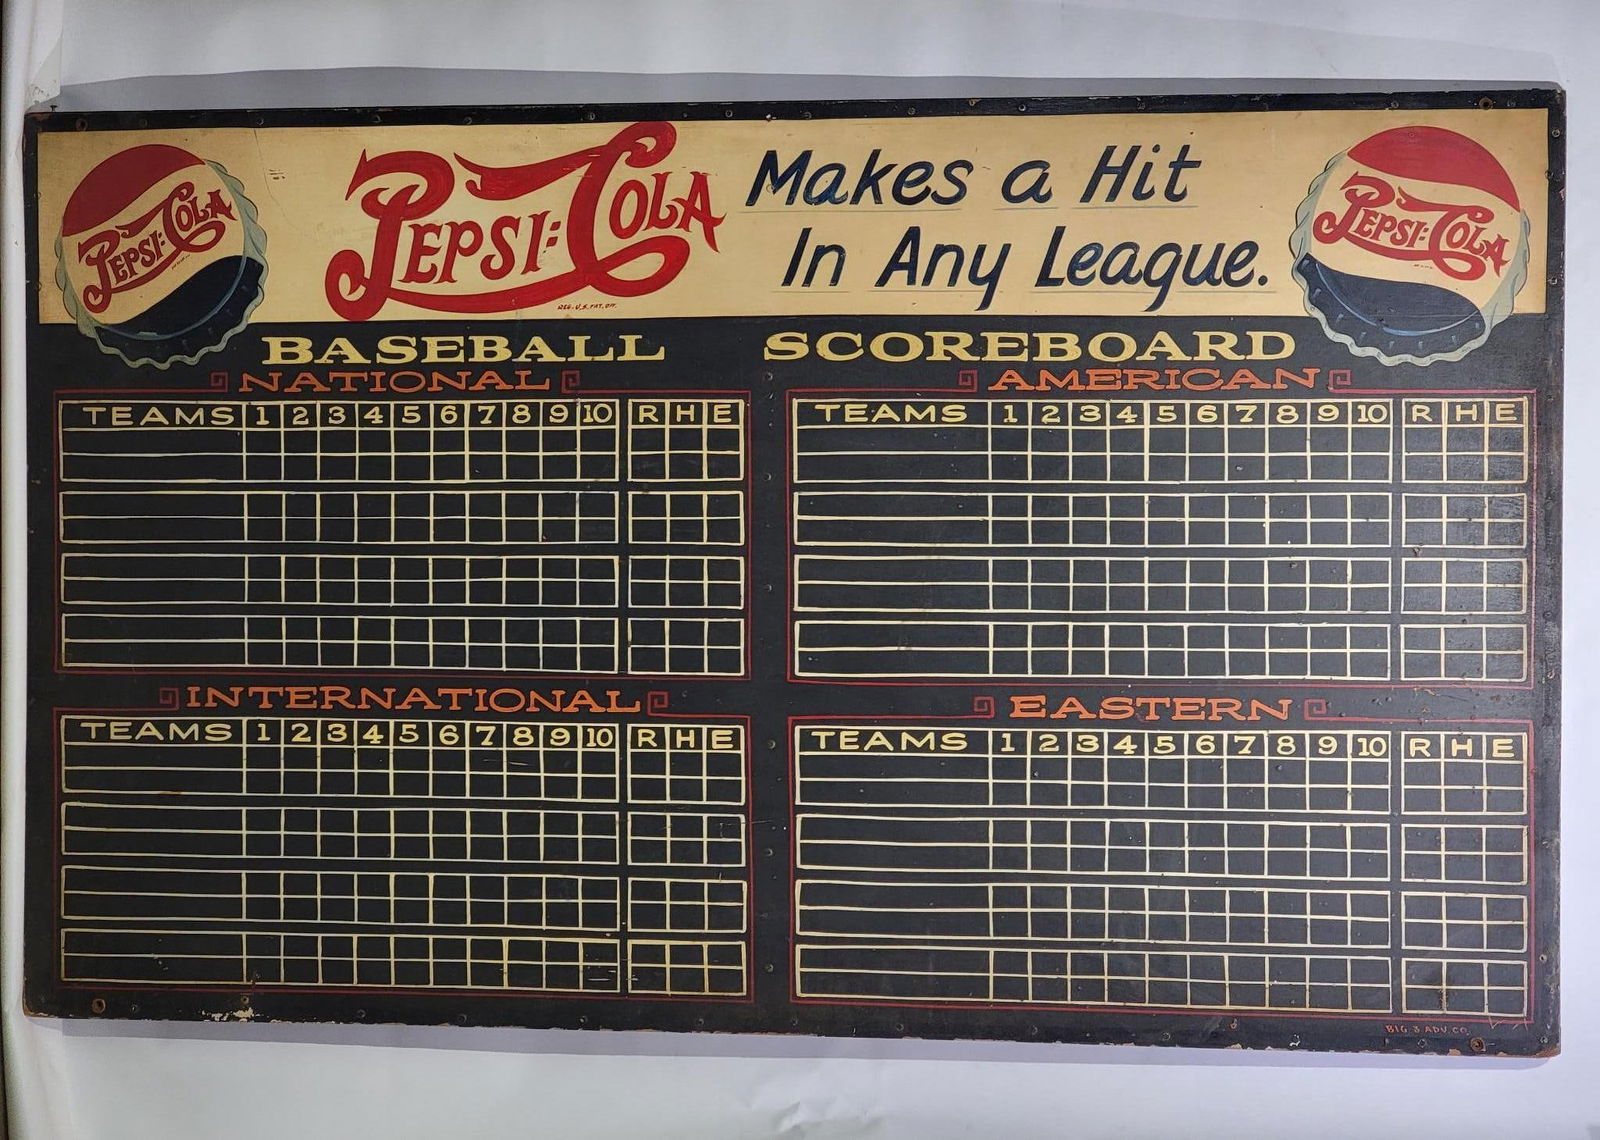 PEPSI:COLA
PEPSI:COLA
REG. U.S. PAT. OFF.
Makes a Hit
In Any League.
PEPSI:COLA
BASEBALL SCOREBOARD
NATIONAL
TEAMS 1 2 3 4 5 6 7 8 9 10 R H E
AMERICAN
TEAMS 1 2 3 4 5 6 7 8 9 10 R H E
INTERNATIONAL
TEAMS 1 2 3 4 5 6 7 8 9 10 R H E
EASTERN
TEAMS 1 2 3 4 5 6 7 8 9 10 R H E
BIG 3 ADV. CO.